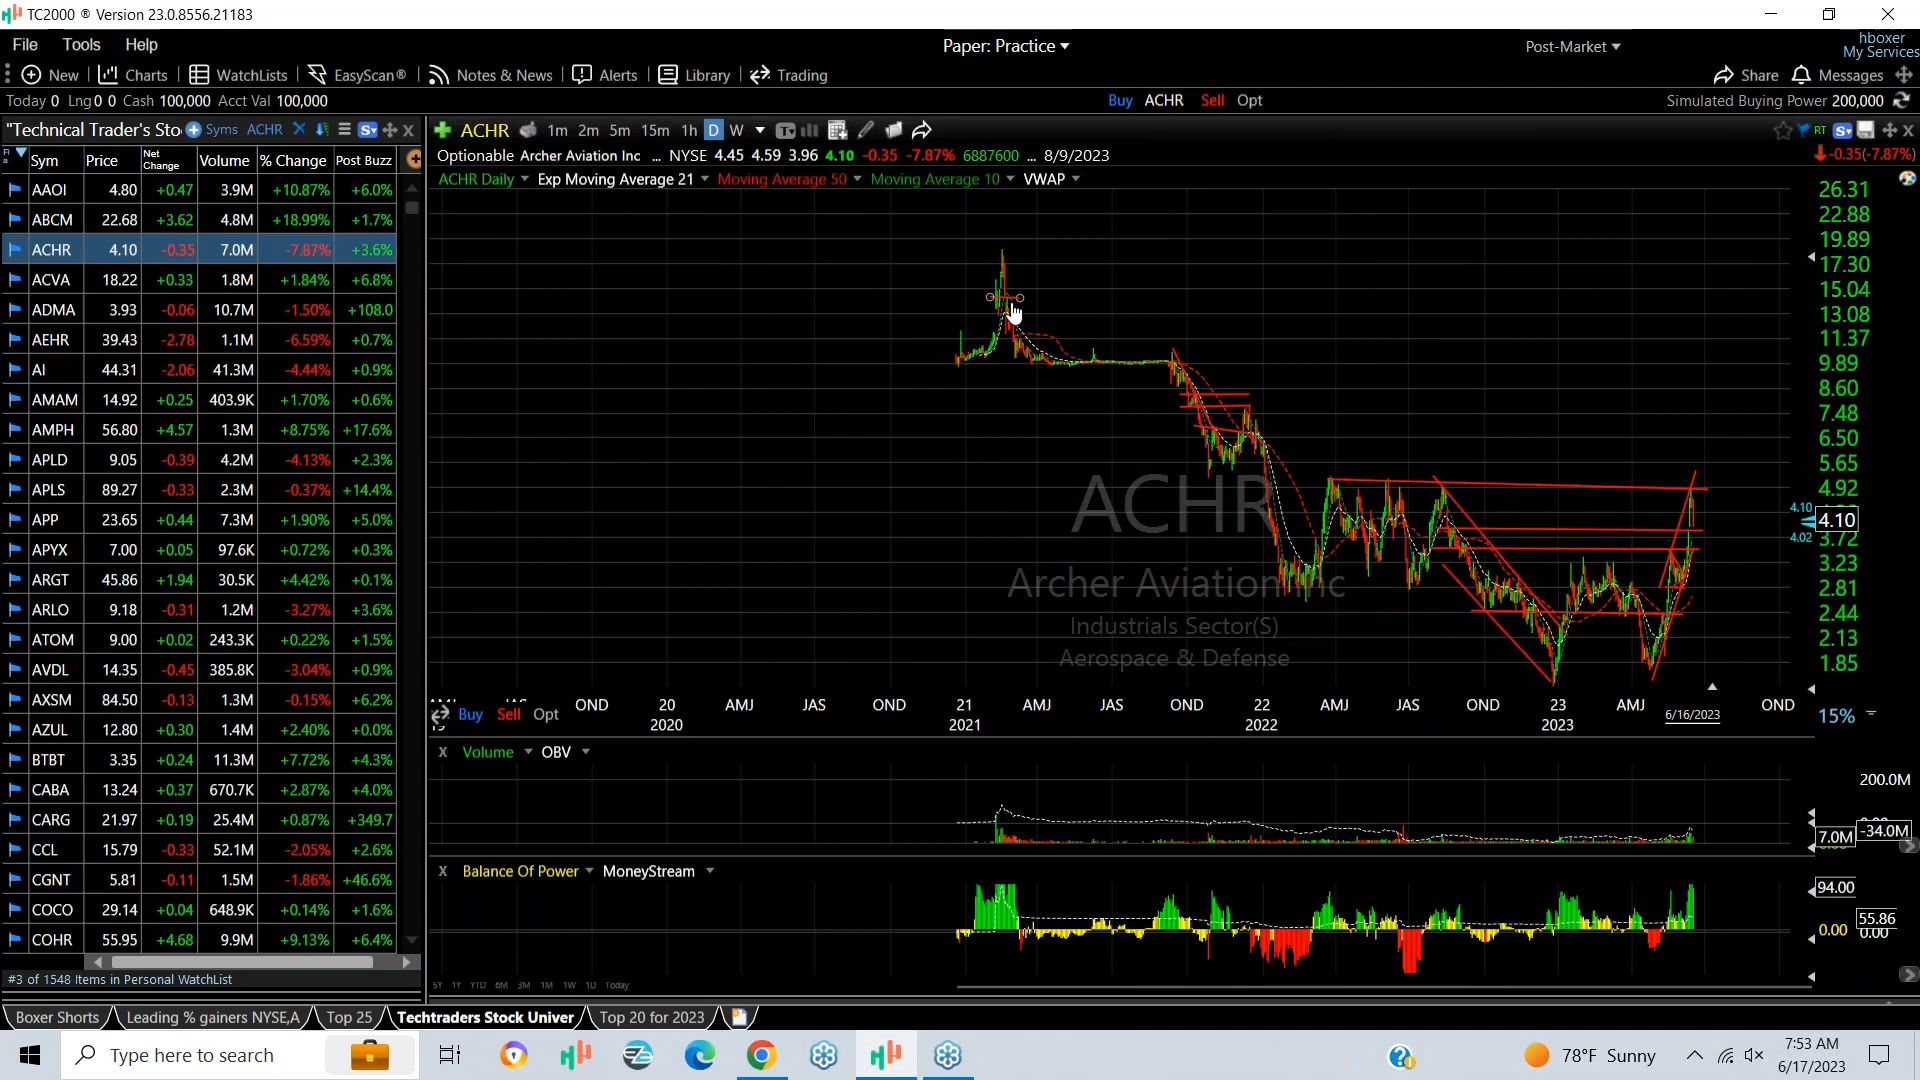 TC2000 ® Version 23.0.8556.21183
File Tools Help
Paper: Practice
Post-Market
hboxer
My Services
New Charts WatchLists EasyScan® Notes & News Alerts Library Trading
Share Messages
Today 0 Lng 0 0 Cash 100,000 Acct Val 100,000
Buy ACHR Sell Opt
Simulated Buying Power 200,000
"Technical Trader's Sto Syms ACHR
ACHR 1m 2m 5m 15m 1h D W
RT
Optionable Archer Aviation Inc ... NYSE 4.45 4.59 3.96 4.10 -0.35 -7.87% 6887600 ... 8/9/2023
-0.35(-7.87%)
ACHR Daily Exp Moving Average 21 Moving Average 50 Moving Average 10 VWAP
Sym Price Net Change Volume % Change Post Buzz
AAOI 4.80 +0.47 3.9M +10.87% +6.0%
ABCM 22.68 +3.62 4.8M +18.99% +1.7%
ACHR 4.10 -0.35 7.0M -7.87% +3.6%
ACVA 18.22 +0.33 1.8M +1.84% +6.8%
ADMA 3.93 -0.06 10.7M -1.50% +108.0
AEHR 39.43 -2.78 1.1M -6.59% +0.7%
AI 44.31 -2.06 41.3M -4.44% +0.9%
AMAM 14.92 +0.25 403.9K +1.70% +0.6%
AMPH 56.80 +4.57 1.3M +8.75% +17.6%
APLD 9.05 -0.39 4.2M -4.13% +2.3%
APLS 89.27 -0.33 2.3M -0.37% +14.4%
APP 23.65 +0.44 7.3M +1.90% +5.0%
APYX 7.00 +0.05 97.6K +0.72% +0.3%
ARGT 45.86 +1.94 30.5K +4.42% +0.1%
ARLO 9.18 -0.31 1.2M -3.27% +3.6%
ATOM 9.00 +0.02 243.3K +0.22% +1.5%
AVDL 14.35 -0.45 385.8K -3.04% +0.9%
AXSM 84.50 -0.13 1.3M -0.15% +6.2%
AZUL 12.80 +0.30 1.4M +2.40% +0.0%
BTBT 3.35 +0.24 11.3M +7.72% +4.3%
CABA 13.24 +0.37 670.7K +2.87% +4.0%
CARG 21.97 +0.19 25.4M +0.87% +349.7
CCL 15.79 -0.33 52.1M -2.05% +2.6%
CGNT 5.81 -0.11 1.5M -1.86% +46.6%
COCO 29.14 +0.04 648.9K +0.14% +1.6%
COHR 55.95 +4.68 9.9M +9.13% +6.4%
#3 of 1548 Items in Personal WatchList
26.31
22.88
19.89
17.30
15.04
13.08
11.37
9.89
8.60
7.48
6.50
5.65
4.92
4.10 4.10
4.02 3.72
3.23
2.81
2.44
2.13
1.85
15%
ACHR
Archer Aviation Inc
Industrials Sector(S)
Aerospace & Defense
OND 20 AMJ JAS OND 21 AMJ JAS OND 22 AMJ JAS OND 23 AMJ OND
2020 2021 2022 2023 6/16/2023
Buy Sell Opt
X Volume OBV
200.0M
7.0M -34.0M
X Balance Of Power MoneyStream
94.00
55.86
0.00 0.00
5Y 1Y YTD 6M 3M 1M 1W 1D Today
Boxer Shorts Leading % gainers NYSE,A Top 25 Techtraders Stock Univer Top 20 for 2023
Type here to search
78°F Sunny
7:53 AM
6/17/2023